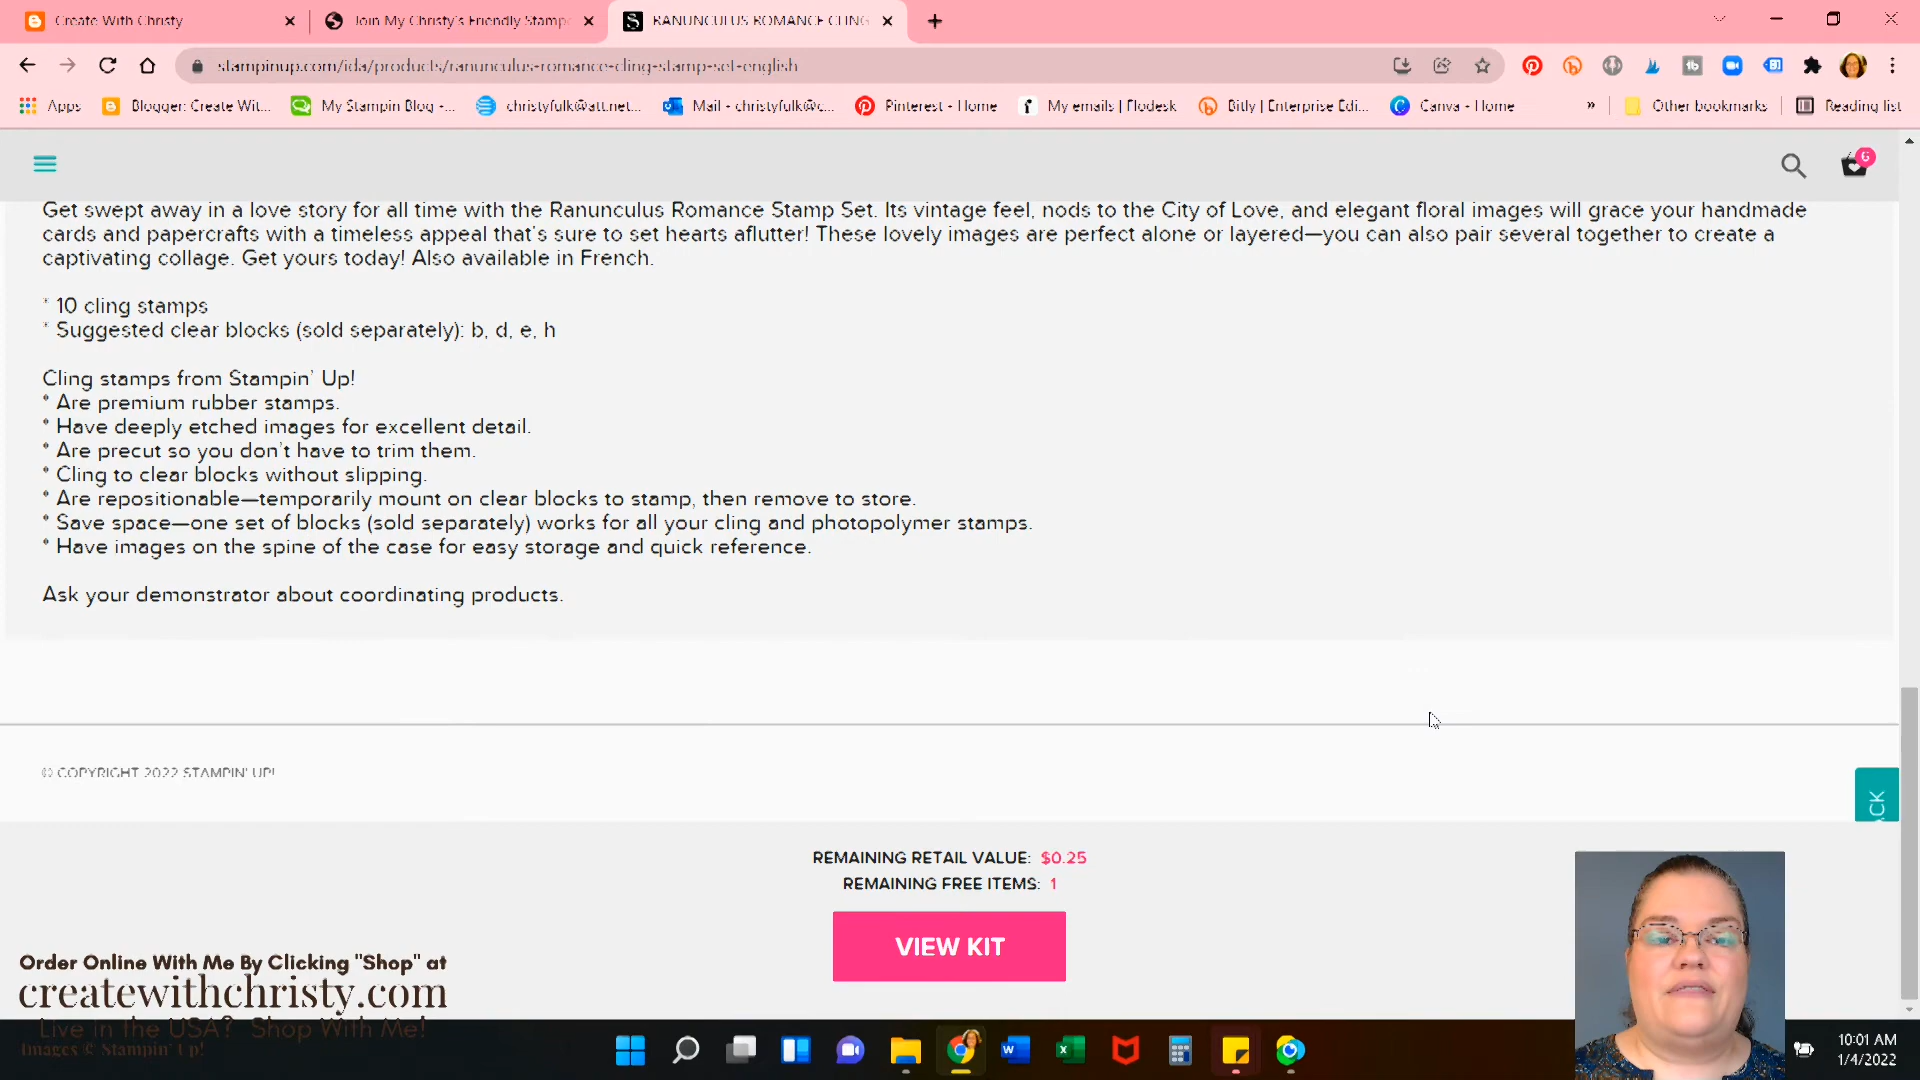 Create With Christy
Join My Christy's Friendly Stamp
RANUNCULUS ROMANCE CLING
stampinup.com/ida/products/ranunculus-romance-cling-stamp-set-english
Apps
Blogger: Create Wit...
My Stampin Blog -...
christyfulk@att.net...
Mail - christyfulk@c...
Pinterest - Home
My emails | Flodesk
Bitly | Enterprise Edi...
Canva - Home
»
Other bookmarks
Reading list
6
Get swept away in a love story for all time with the Ranunculus Romance Stamp Set. Its vintage feel, nods to the City of Love, and elegant floral images will grace your handmade
cards and papercrafts with a timeless appeal that's sure to set hearts aflutter! These lovely images are perfect alone or layered—you can also pair several together to create a
captivating collage. Get yours today! Also available in French.
* 10 cling stamps
* Suggested clear blocks (sold separately): b, d, e, h
Cling stamps from Stampin' Up!
* Are premium rubber stamps.
* Have deeply etched images for excellent detail.
* Are precut so you don't have to trim them.
* Cling to clear blocks without slipping.
* Are repositionable—temporarily mount on clear blocks to stamp, then remove to store.
* Save space—one set of blocks (sold separately) works for all your cling and photopolymer stamps.
* Have images on the spine of the case for easy storage and quick reference.
Ask your demonstrator about coordinating products.
© COPYRIGHT 2022 STAMPIN' UP!
ACK
REMAINING RETAIL VALUE: $0.25
REMAINING FREE ITEMS: 1
VIEW KIT
Order Online With Me By Clicking "Shop" at
createwithchristy.com
Live in the USA? Shop With Me!
Images © Stampin' Up!
10:01 AM
1/4/2022